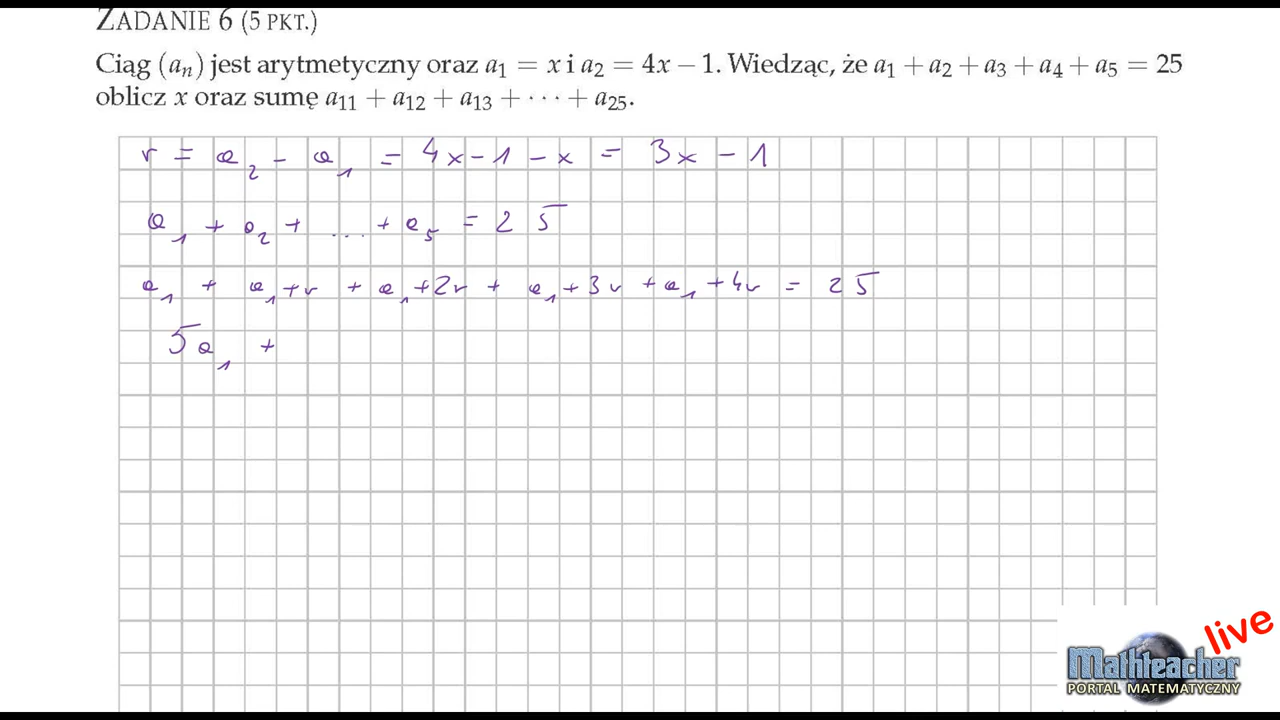 ZADANIE 6 (5 PKT.)
Ciąg (aₙ) jest arytmetyczny oraz a₁ = x i a₂ = 4x − 1. Wiedząc, że a₁ + a₂ + a₃ + a₄ + a₅ = 25
oblicz x oraz sumę a₁₁ + a₁₂ + a₁₃ + ⋯ + a₂₅.
r = a₂ − a₁ = 4x − 1 − x = 3x − 1
a₁ + a₂ + ... + a₅ = 25
a₁ + a₁+r + a₁+2r + a₁+3r + a₁+4r = 25
5a₁ +
live
Mathteacher
PORTAL MATEMATYCZNY